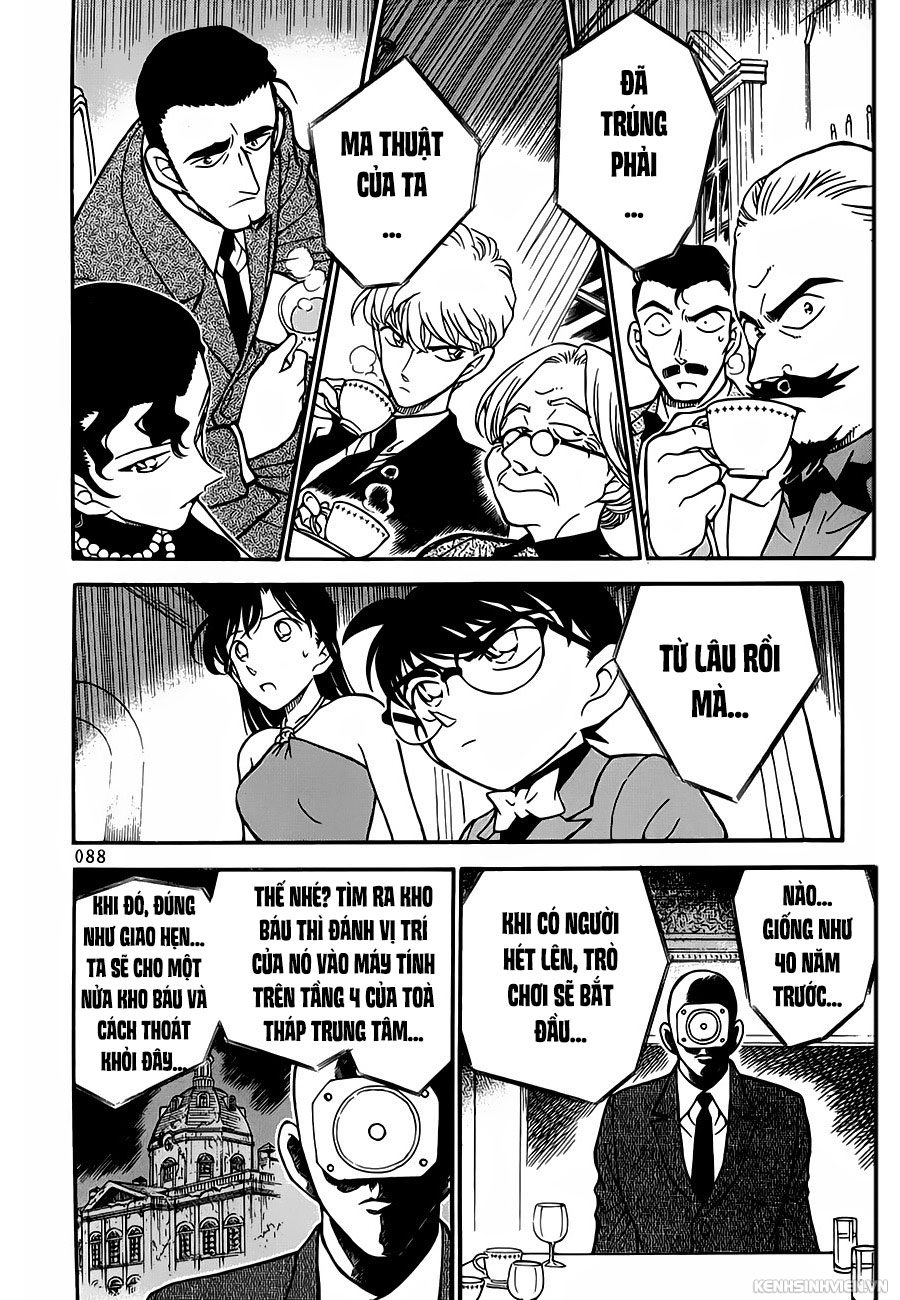 ĐÃ
TRÚNG
PHẢI
...
MA THUẬT
CỦA TA
...
TỪ LÂU RỒI
MÀ...
088
NÀO...
GIỐNG NHƯ
40 NĂM
TRƯỚC...
KHI CÓ NGƯỜI
HÉT LÊN, TRÒ
CHƠI SẼ BẮT
ĐẦU...
THẾ NHÉ? TÌM RA KHO
BÁU THÌ ĐÁNH VỊ TRÍ
CỦA NÓ VÀO MÁY TÍNH
TRÊN TẦNG 4 CỦA TOÀ
THÁP TRUNG TÂM...
KHI ĐÓ, ĐÚNG
NHƯ GIAO HẸN...
TA SẼ CHO MỘT
NỬA KHO BÁU VÀ
CÁCH THOÁT
KHỎI ĐÂY...
KENHSINHVIEN.VN